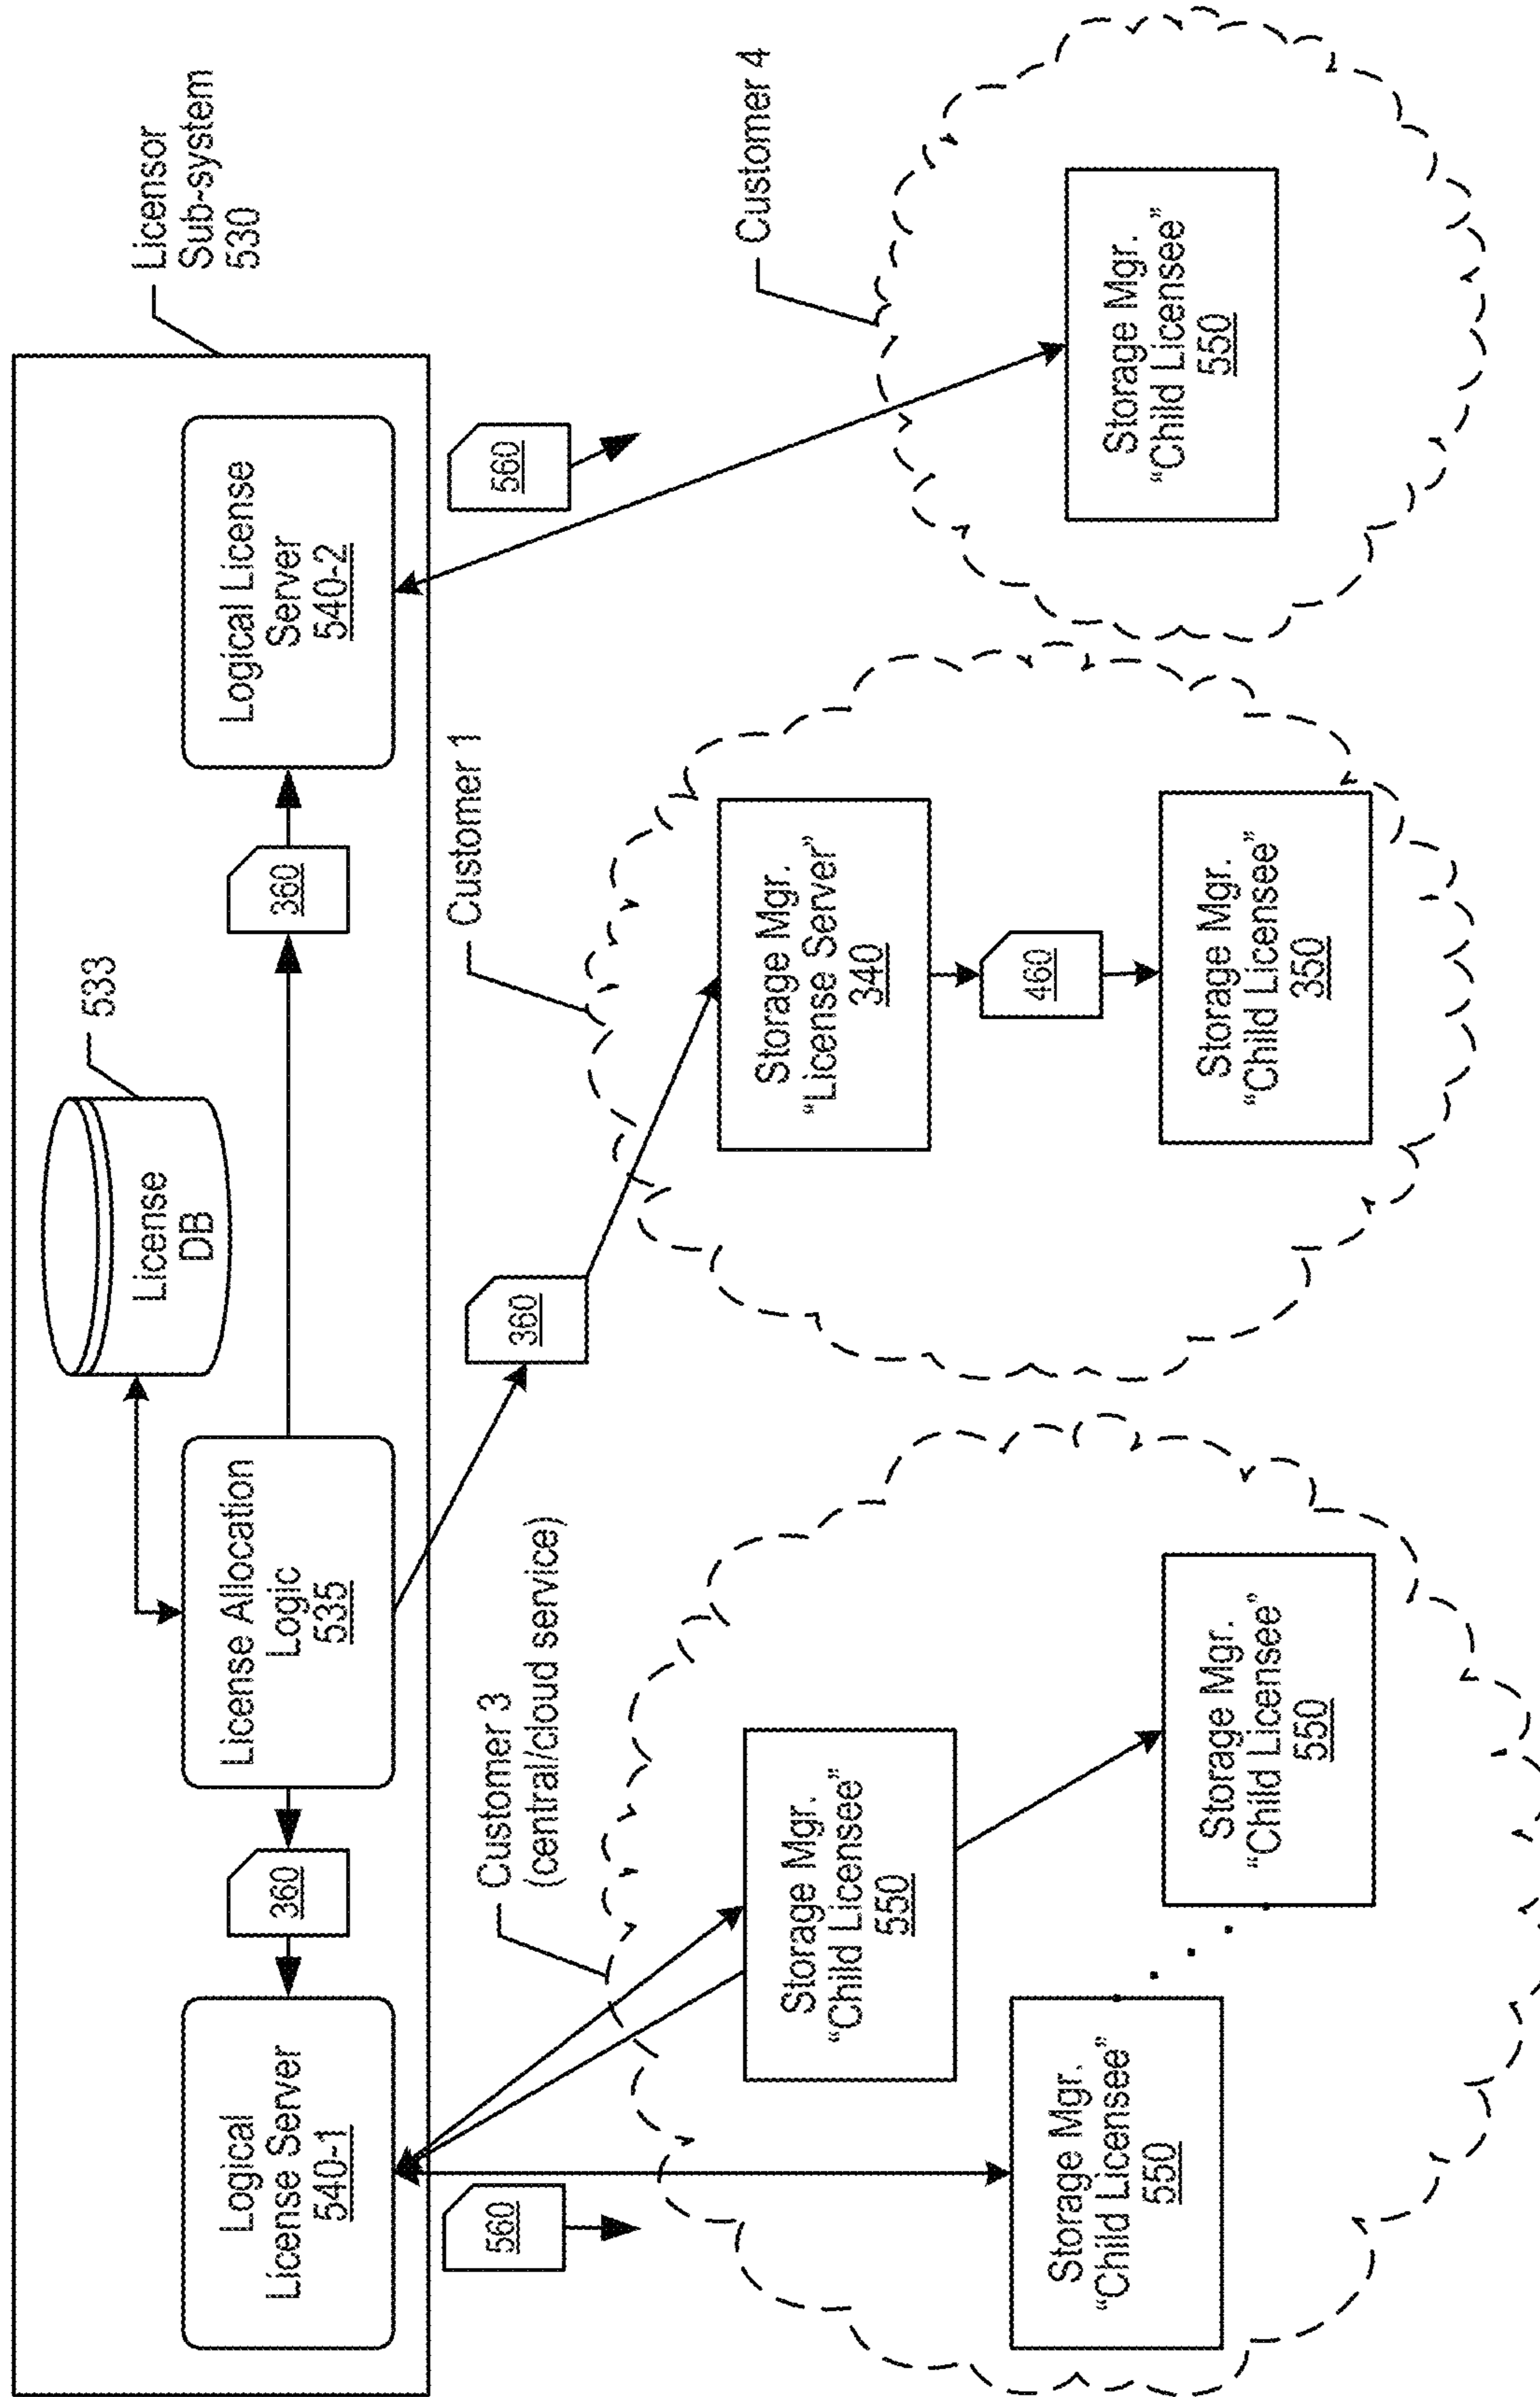 Licensor
Sub-system
530
License
DB
533
Logical
License Server
540-1
360
License Allocation
Logic
535
360
Logical License
Server
540-2
560
360
560
Customer 3
(central/cloud service)
Customer 1
Customer 4
Storage Mgr.
“Child Licensee”
550
Storage Mgr.
“Child Licensee”
550
Storage Mgr.
“Child Licensee”
550
Storage Mgr.
“License Server”
340
460
Storage Mgr.
“Child Licensee”
350
Storage Mgr.
“Child Licensee”
550